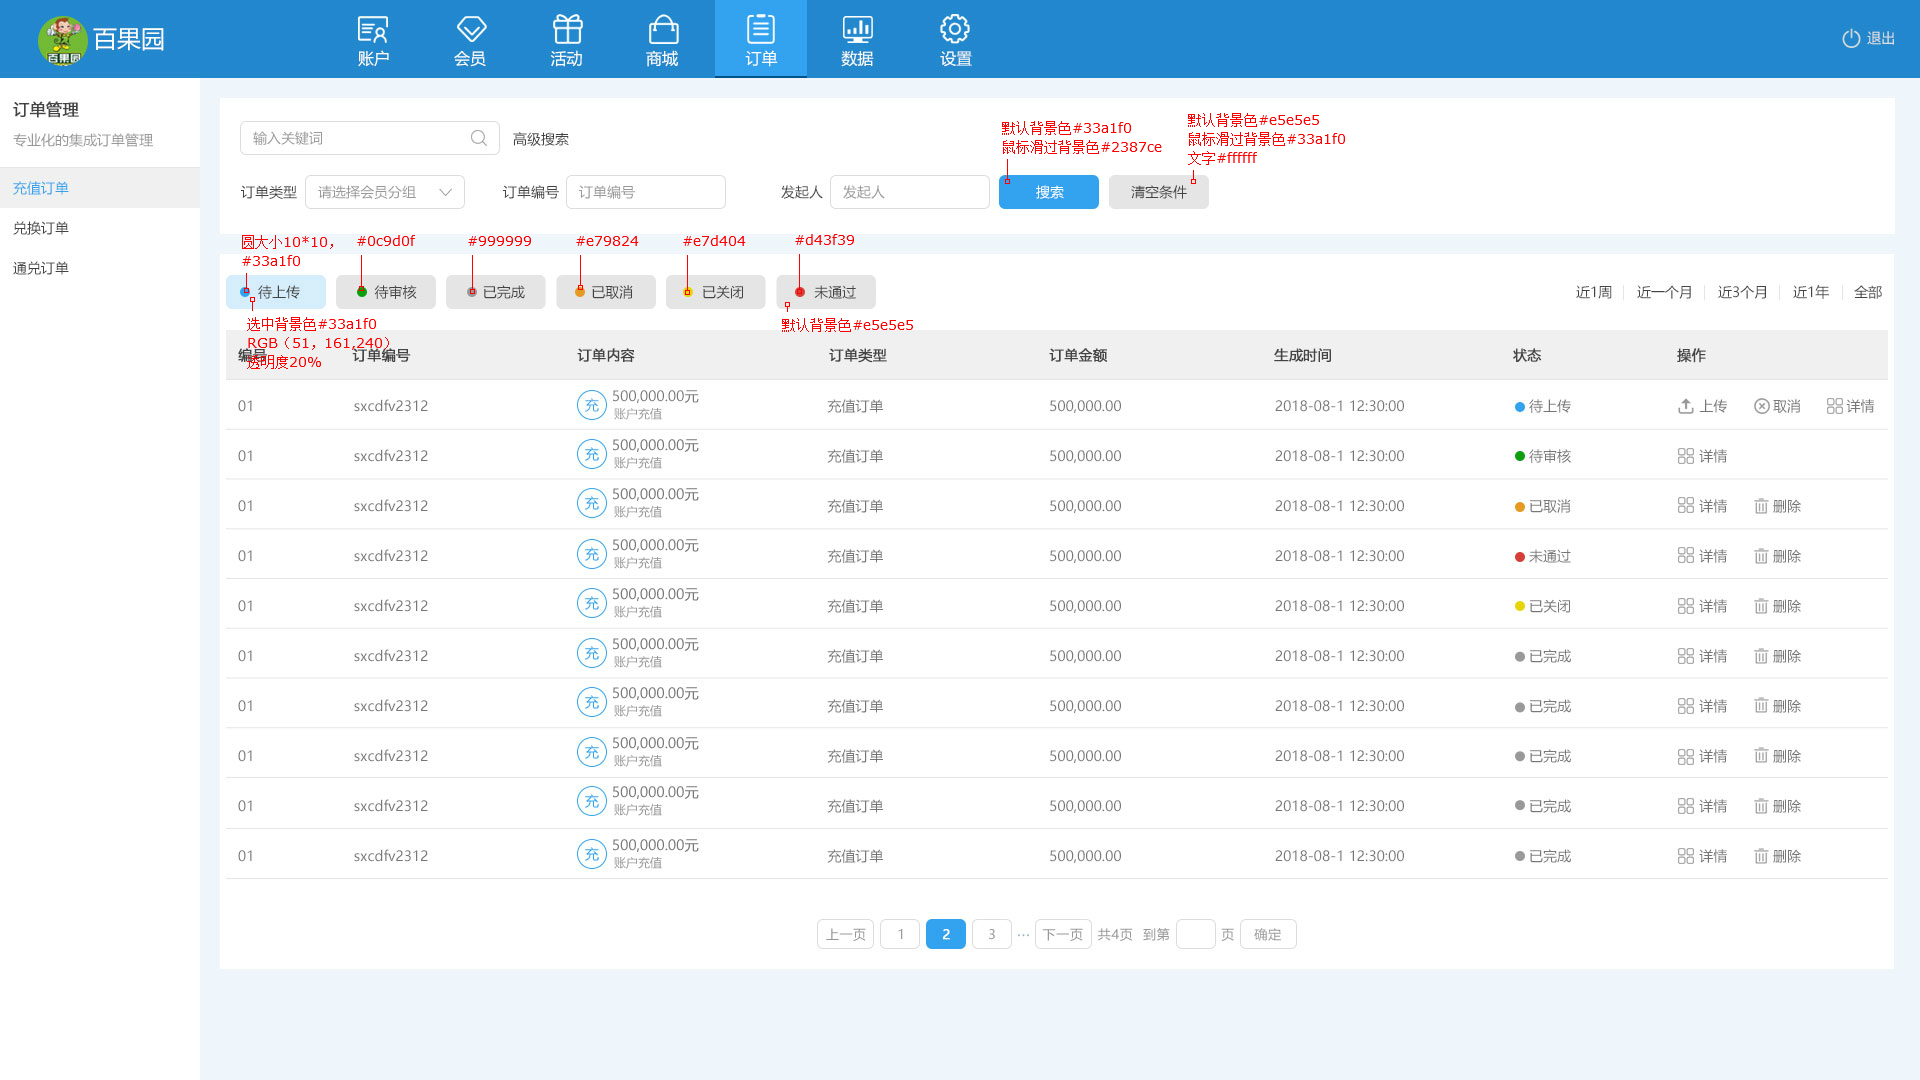 百果园
百果园
账户
会员
活动
商城
订单
数据
设置
退出
订单管理
专业化的集成订单管理
充值订单
兑换订单
通兑订单
输入关键词
高级搜索
默认背景色#33a1f0
鼠标滑过背景色#2387ce
默认背景色#e5e5e5
鼠标滑过背景色#33a1f0
文字#ffffff
订单类型 请选择会员分组
订单编号 订单编号
发起人 发起人
搜索
清空条件
圆大小10*10，
#33a1f0
#0c9d0f
#999999
#e79824
#e7d404
#d43f39
待上传
待审核
已完成
已取消
已关闭
未通过
近1周 近一个月 近3个月 近1年 全部
选中背景色#33a1f0
RGB（51，161,240）
透明度20%
默认背景色#e5e5e5
编号 订单编号 订单内容 订单类型 订单金额 生成时间 状态 操作
01 sxcdfv2312 充 500,000.00元 充值订单 500,000.00 2018-08-1 12:30:00 待上传 上传 取消 详情
账户充值
01 sxcdfv2312 充 500,000.00元 充值订单 500,000.00 2018-08-1 12:30:00 待审核 详情
账户充值
01 sxcdfv2312 充 500,000.00元 充值订单 500,000.00 2018-08-1 12:30:00 已取消 详情 删除
账户充值
01 sxcdfv2312 充 500,000.00元 充值订单 500,000.00 2018-08-1 12:30:00 未通过 详情 删除
账户充值
01 sxcdfv2312 充 500,000.00元 充值订单 500,000.00 2018-08-1 12:30:00 已关闭 详情 删除
账户充值
01 sxcdfv2312 充 500,000.00元 充值订单 500,000.00 2018-08-1 12:30:00 已完成 详情 删除
账户充值
01 sxcdfv2312 充 500,000.00元 充值订单 500,000.00 2018-08-1 12:30:00 已完成 详情 删除
账户充值
01 sxcdfv2312 充 500,000.00元 充值订单 500,000.00 2018-08-1 12:30:00 已完成 详情 删除
账户充值
01 sxcdfv2312 充 500,000.00元 充值订单 500,000.00 2018-08-1 12:30:00 已完成 详情 删除
账户充值
01 sxcdfv2312 充 500,000.00元 充值订单 500,000.00 2018-08-1 12:30:00 已完成 详情 删除
账户充值
上一页 1 2 3 ··· 下一页 共4页 到第 页 确定